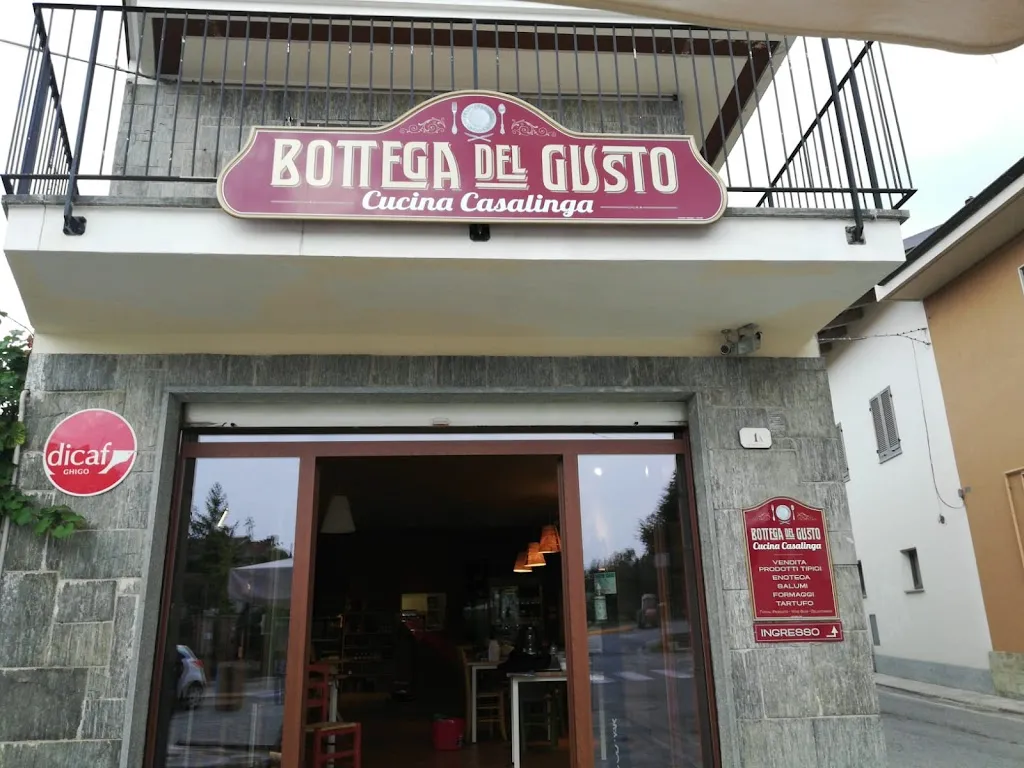 BOTTEGA DEL GUSTO
Cucina Casalinga
dicaf
GHIGO
1A
BOTTEGA DEL GUSTO
Cucina Casalinga
VENDITA
PRODOTTI TIPICI
ENOTECA
SALUMI
FORMAGGI
TARTUFO
INGRESSO